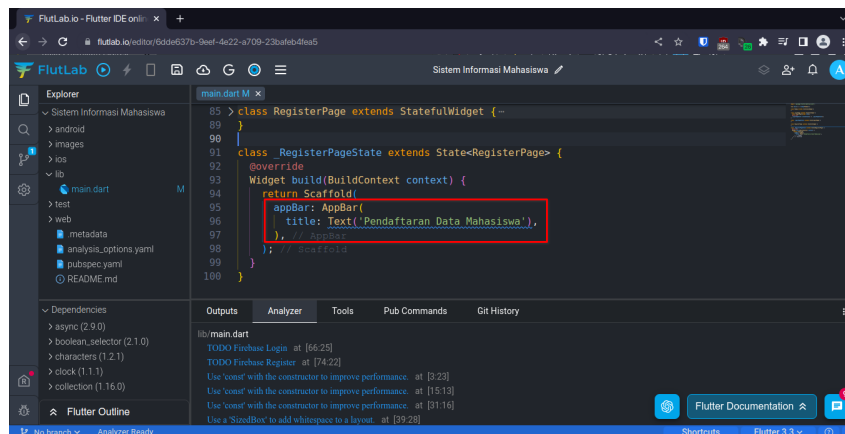 FlutLab.io - Flutter IDE onlin
flutlab.io/editor/6dde637b-9eef-4e22-a709-23bafeb4fea5
264
20
FlutLab
Sistem Informasi Mahasiswa
A
Explorer
main.dart M ×
Sistem Informasi Mahasiswa
android
images
ios
lib
main.dart M
test
web
.metadata
analysis_options.yaml
pubspec.yaml
README.md
1
85 class RegisterPage extends StatefulWidget {
89 }
90
91 class _RegisterPageState extends State<RegisterPage> {
92 @override
93 Widget build(BuildContext context) {
94 return Scaffold(
95 appBar: AppBar(
96 title: Text('Pendaftaran Data Mahasiswa'),
97 ), // AppBar
98 ); // Scaffold
99 }
100 }
Dependencies
async (2.9.0)
boolean_selector (2.1.0)
characters (1.2.1)
clock (1.1.1)
collection (1.16.0)
Flutter Outline
Outputs Analyzer Tools Pub Commands Git History
lib/main.dart
TODO Firebase Login at [66:25]
TODO Firebase Register at [74:22]
Use 'const' with the constructor to improve performance. at [3:23]
Use 'const' with the constructor to improve performance. at [15:13]
Use 'const' with the constructor to improve performance. at [31:16]
Use a 'SizedBox' to add whitespace to a layout. at [39:28]
Flutter Documentation
No branch Analyzer Ready Shortcuts Flutter 3.3